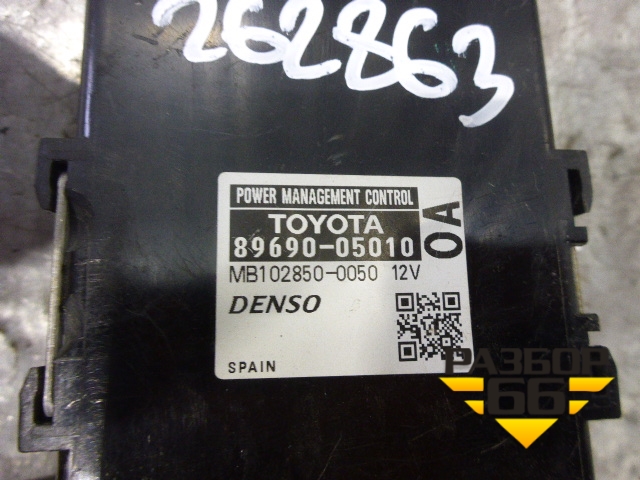 262863
POWER MANAGEMENT CONTROL
TOYOTA
89690-05010
0A
MB102850-0050 12V
DENSO
SPAIN
РАЗБОР
66